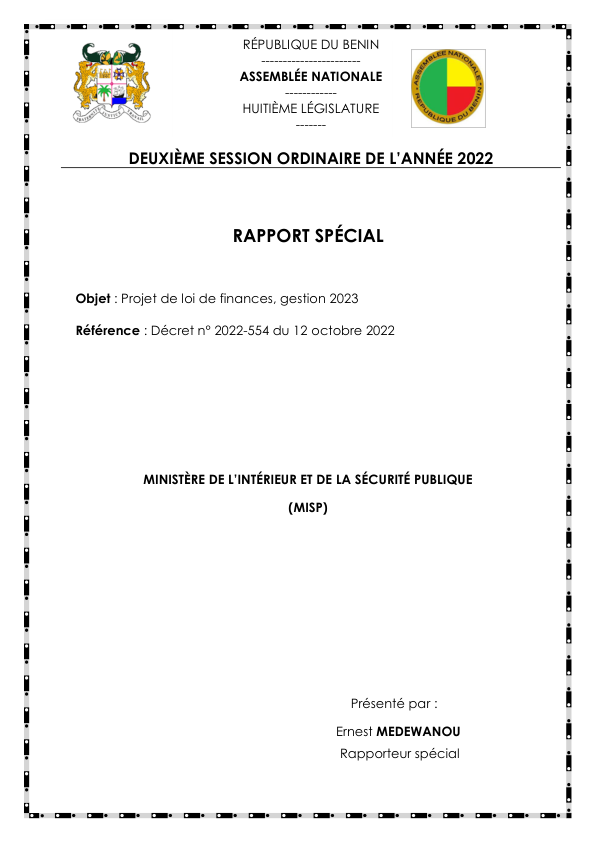 RÉPUBLIQUE DU BENIN
-----------------------
ASSEMBLÉE NATIONALE
------------
HUITIÈME LÉGISLATURE
-------
ASSEMBLEE NATIONALE
REPUBLIQUE DU BENIN
DEUXIÈME SESSION ORDINAIRE DE L'ANNÉE 2022
RAPPORT SPÉCIAL
Objet : Projet de loi de finances, gestion 2023
Référence : Décret n° 2022-554 du 12 octobre 2022
MINISTÈRE DE L'INTÉRIEUR ET DE LA SÉCURITÉ PUBLIQUE
(MISP)
Présenté par :
Ernest MEDEWANOU
Rapporteur spécial